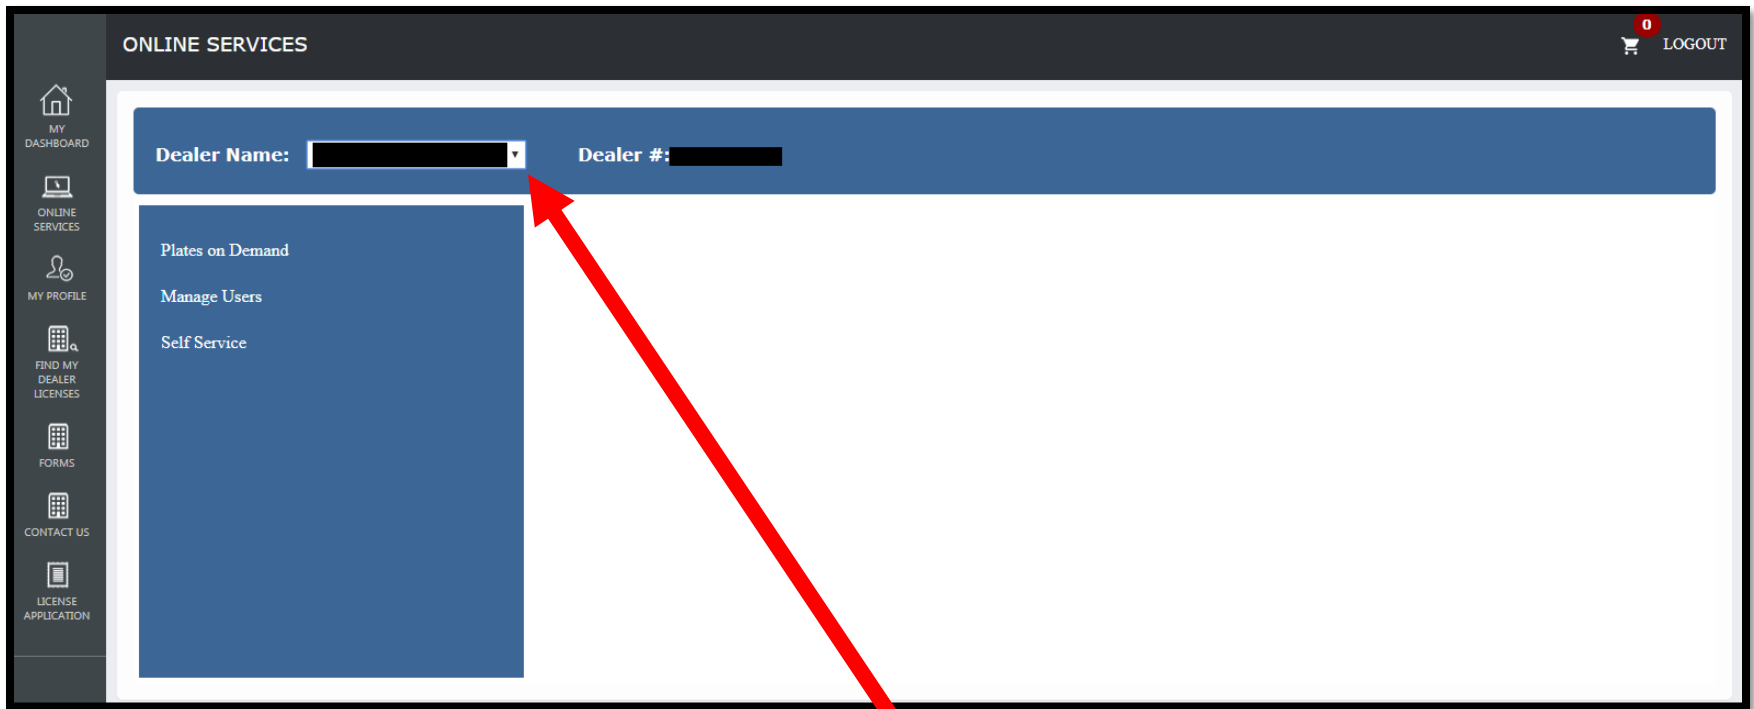 ONLINE SERVICES
0
LOGOUT
MY
DASHBOARD
ONLINE
SERVICES
MY PROFILE
FIND MY
DEALER
LICENSES
FORMS
CONTACT US
LICENSE
APPLICATION
Dealer Name:
Dealer #:
Plates on Demand
Manage Users
Self Service